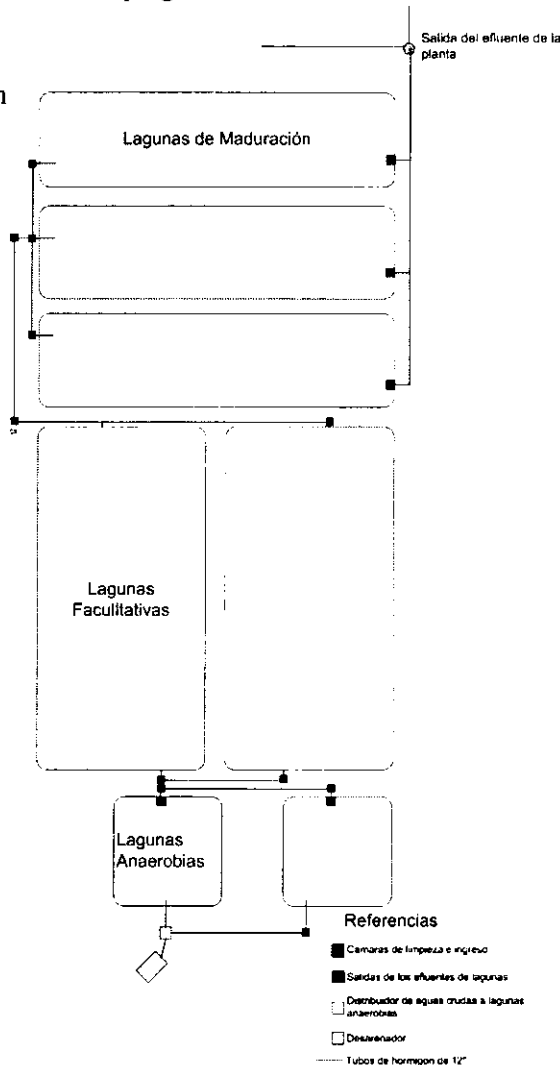 Salida del efluente de la
planta
Lagunas de Maduración
Lagunas
Facultativas
Lagunas
Anaerobias
Referencias
Cámaras de limpieza e ingreso
Salidas de los efluentes de lagunas
Distribuidor de aguas crudas a lagunas
anaerobias
Desarenador
Tubos de hormigon de 12"